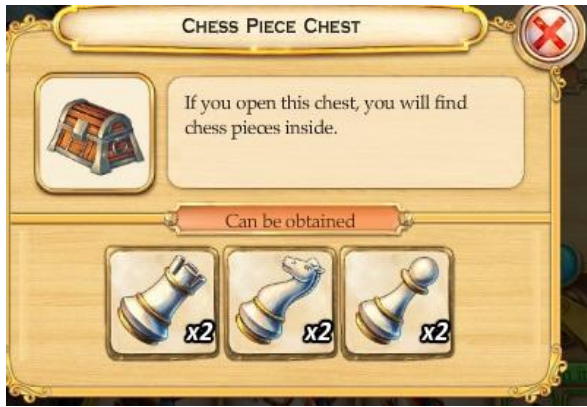 CHESS PIECE CHEST
If you open this chest, you will find
chess pieces inside.
Can be obtained
x2 x2 x2